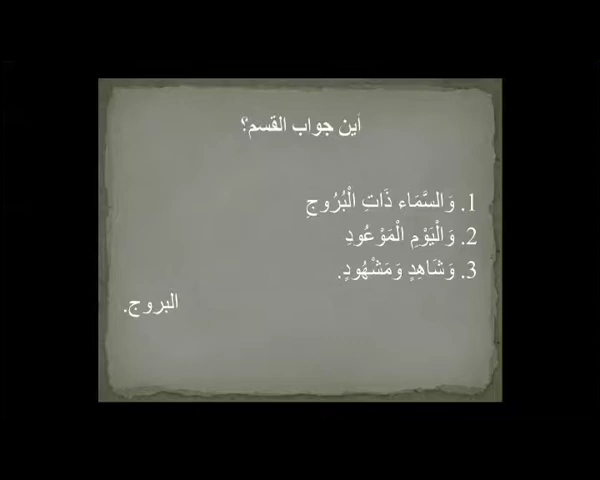 أين جواب القسم؟
1. وَالسَّمَاء ذَاتِ الْبُرُوجِ
2. وَالْيَوْمِ الْمَوْعُودِ
3. وَشَاهِدٍ وَمَشْهُودٍ.
البروج.